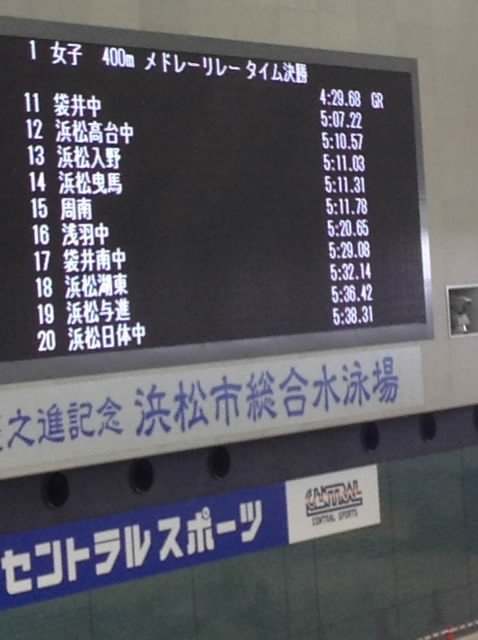 1 女子 400m メドレーリレー タイム決勝
4:29.68 GR
11 袋井中 5:07.22
12 浜松高台中 5:10.57
13 浜松入野 5:11.03
14 浜松曳馬 5:11.31
15 周南 5:11.78
16 浅羽中 5:20.65
17 袋井南中 5:29.08
18 浜松湖東 5:32.14
19 浜松与進 5:36.42
20 浜松日体中 5:38.31
之進記念 浜松市総合水泳場
セントラルスポーツ
CENTRAL
CENTRAL SPORTS